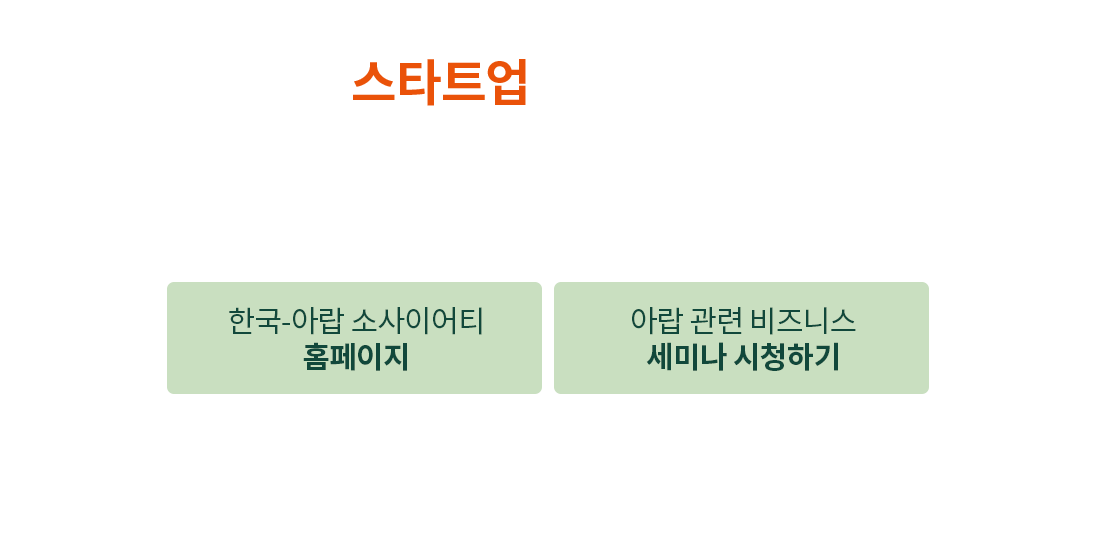 스타트업
한국-아랍 소사이어티
홈페이지
아랍 관련 비즈니스
세미나 시청하기